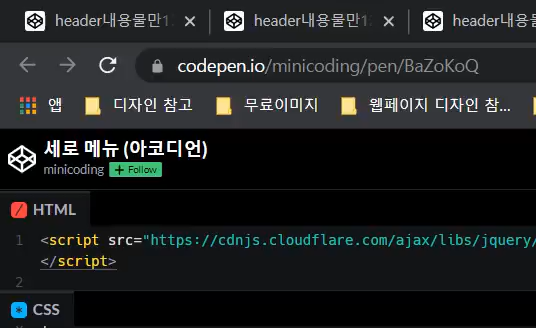 header내용물만1
header내용물만1
header내용
codepen.io/minicoding/pen/BaZoKoQ
앱 디자인 참고 무료이미지 웹페이지 디자인 참...
세로 메뉴 (아코디언)
minicoding + Follow
HTML
1 <script src="https://cdnjs.cloudflare.com/ajax/libs/jquery/
</script>
2
CSS